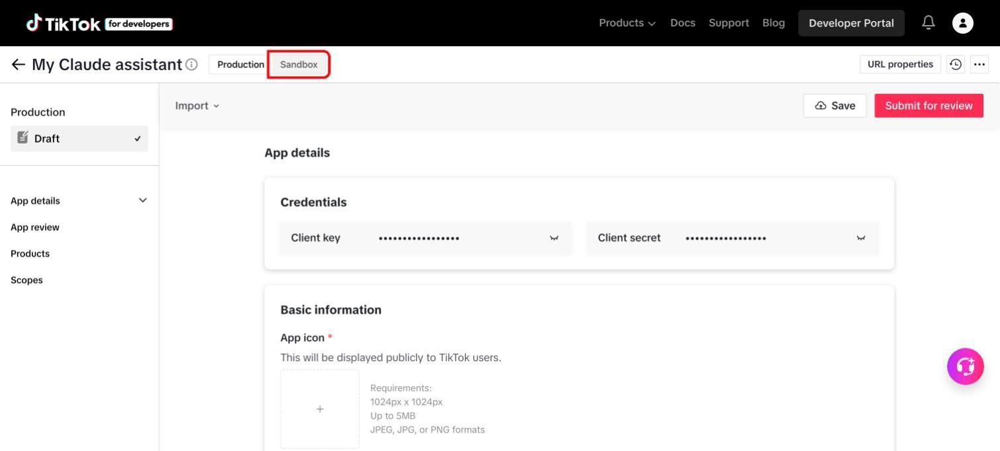 TikTok for developers
Products Docs Support Blog Developer Portal
My Claude assistant Production Sandbox URL properties
Production
Draft
App details
App review
Products
Scopes
Import Save Submit for review
App details
Credentials
Client key ••••••••••••••••• Client secret •••••••••••••••••
Basic information
App icon *
This will be displayed publicly to TikTok users.
+
Requirements:
1024px x 1024px
Up to 5MB
JPEG, JPG, or PNG formats